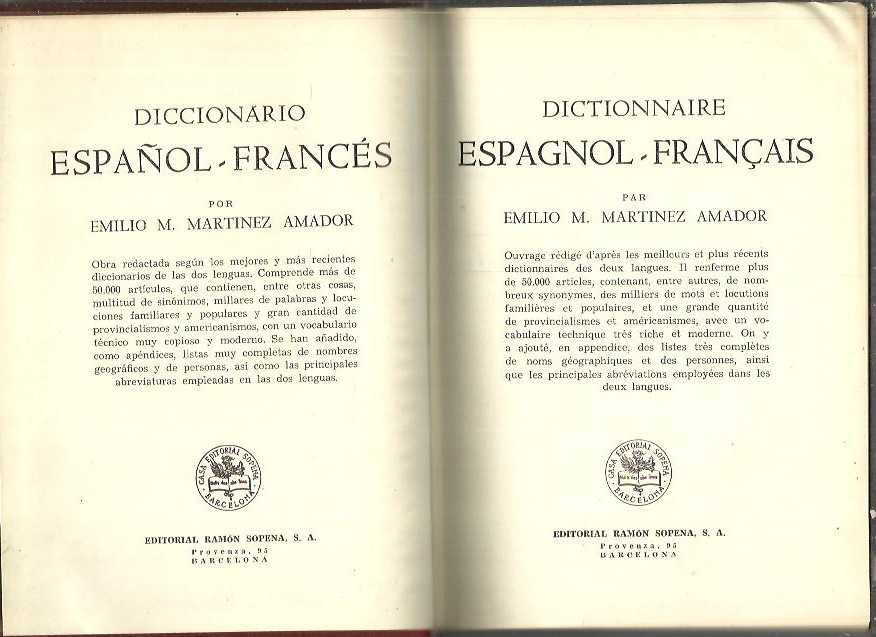 DICCIONARIO
ESPAÑOL-FRANCÉS
POR
EMILIO M. MARTINEZ AMADOR
Obra redactada según los mejores y más recientes
diccionarios de las dos lenguas. Comprende más de
50.000 artículos, que contienen, entre otras cosas,
multitud de sinónimos, millares de palabras y locu-
ciones familiares y populares y gran cantidad de
provincialismos y americanismos, con un vocabulario
técnico muy copioso y moderno. Se han añadido,
como apéndices, listas muy completas de nombres
geográficos y de personas, así como las principales
abreviaturas empleadas en las dos lenguas.
CASA EDITORIAL SOPENA
BARCELONA
EDITORIAL RAMÓN SOPENA, S. A.
Provenza, 95
BARCELONA
DICTIONNAIRE
ESPAGNOL-FRANÇAIS
PAR
EMILIO M. MARTINEZ AMADOR
Ouvrage rédigé d'après les meilleurs et plus récents
dictionnaires des deux langues. Il renferme plus
de 50.000 articles, contenant, entre autres, de nom-
breux synonymes, des milliers de mots et locutions
familières et populaires, et une grande quantité
de provincialismes et américanismes, avec un vo-
cabulaire technique très riche et moderne. On y
a ajouté, en appendice, des listes très complètes
de noms géographiques et des personnes, ainsi
que les principales abréviations employées dans les
deux langues.
CASA EDITORIAL SOPENA
BARCELONA
EDITORIAL RAMÓN SOPENA, S. A.
Provenza, 95
BARCELONA